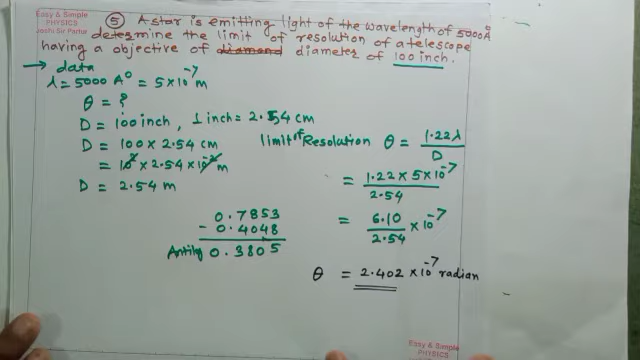 Easy & Simple
PHYSICS
Joshi Sir Parbal
⑤ A star is emitting light of the wavelength of 5000A°
determine the limit of resolution of a telescope
having a objective of diamond diameter of 100 inch.
→ data
λ = 5000 A° = 5×10⁻⁷ m
θ = ?
D = 100 inch, 1 inch = 2.54 cm
D = 100 × 2.54 cm
= 10² × 2.54 × 10⁻² m
D = 2.54 m
limit of Resolution θ = 1.22λ / D
= 1.22 × 5 × 10⁻⁷ / 2.54
= 6.10 / 2.54 × 10⁻⁷
0.7853
- 0.4048
Antilog 0.3805
θ = 2.402 × 10⁻⁷ radian
Easy & Simple
PHYSICS